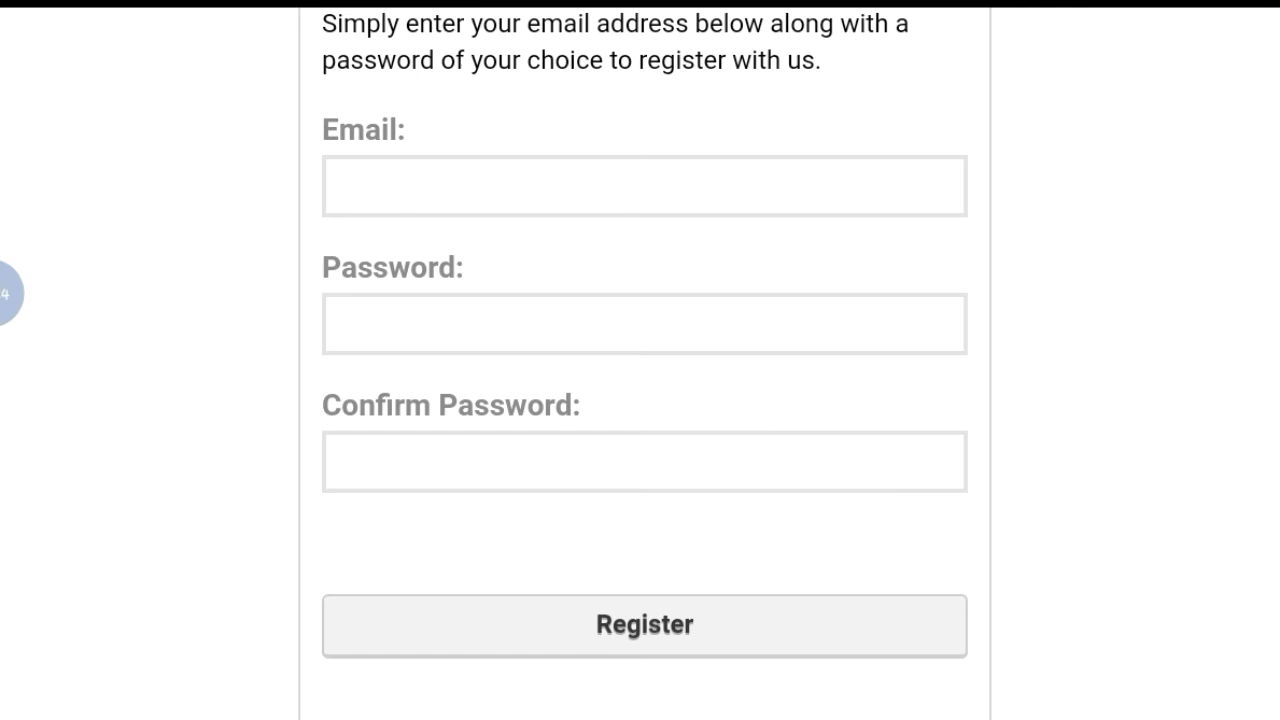 Simply enter your email address below along with a
password of your choice to register with us.
Email:
Password:
4
Confirm Password:
Register